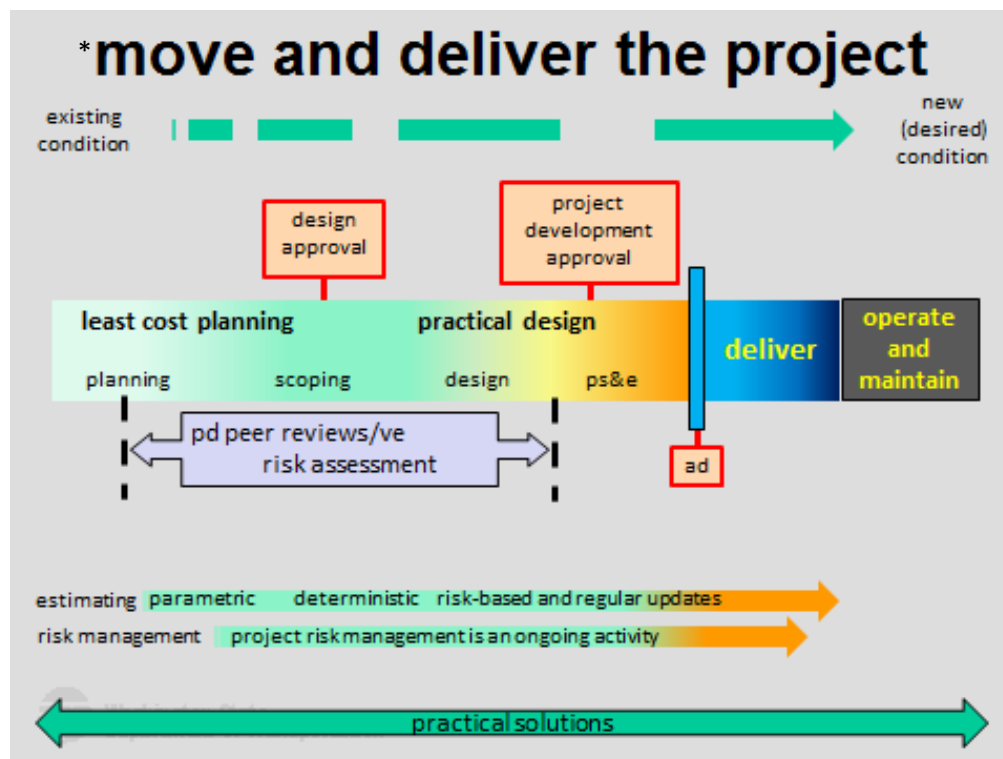 *move and deliver the project
existing
condition
new
(desired)
condition
design
approval
project
development
approval
least cost planning
practical design
deliver
operate
and
maintain
planning
scoping
design
ps&e
pd peer reviews/ve
risk assessment
ad
estimating
parametric
deterministic
risk-based and regular updates
risk management
project risk management is an ongoing activity
practical solutions